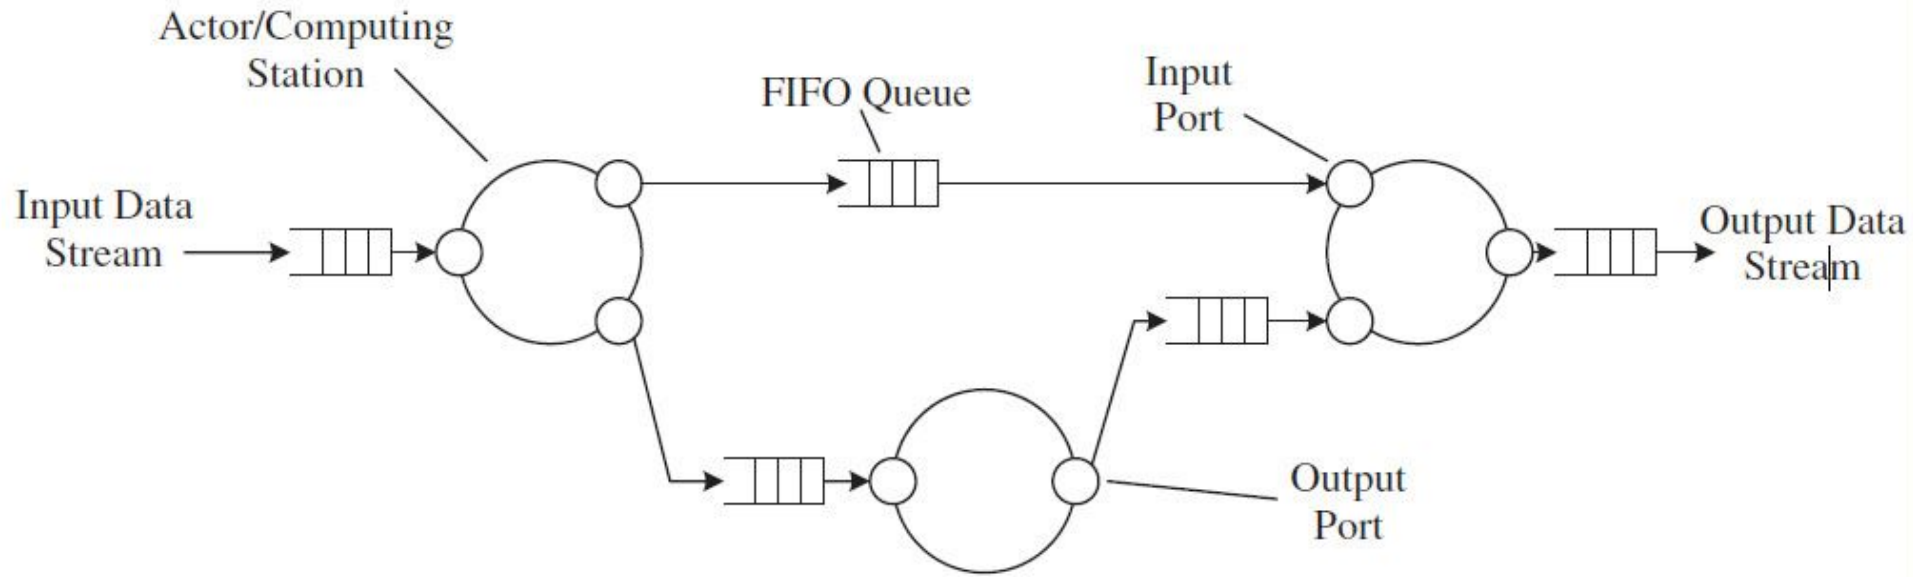 Actor/Computing
Station
FIFO Queue
Input
Port
Input Data
Stream
Output Data
Stream
Output
Port